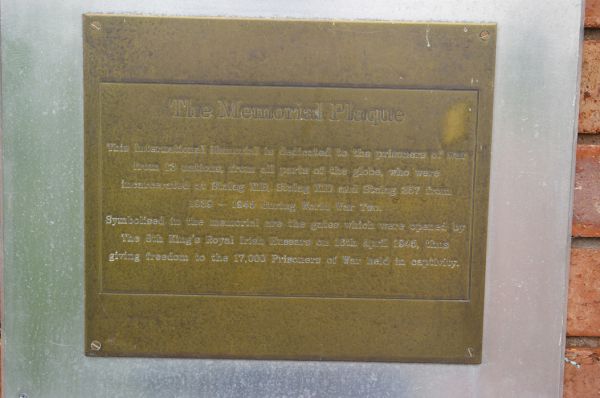 The Memorial Plaque
This International Memorial is dedicated to the prisoners of war
from 13 nations, from all parts of the globe, who were
incarcerated at Stalag XIB, Stalag XID and Stalag 357 from
1939 - 1945 during World War Two.
Symbolised in the memorial are the gates which were opened by
The 8th King's Royal Irish Hussars on 16th April 1945, thus
giving freedom to the 17,000 Prisoners of War held in captivity.